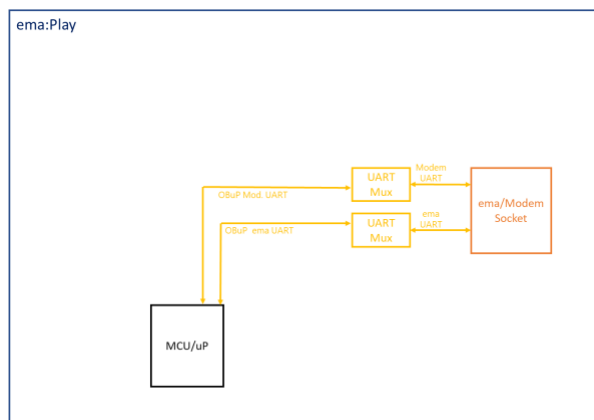 ema:Play
Modem
UART
UART
Mux
OBuP Mod. UART
ema/Modem
Socket
ema
UART
UART
Mux
OBuP ema UART
MCU/uP